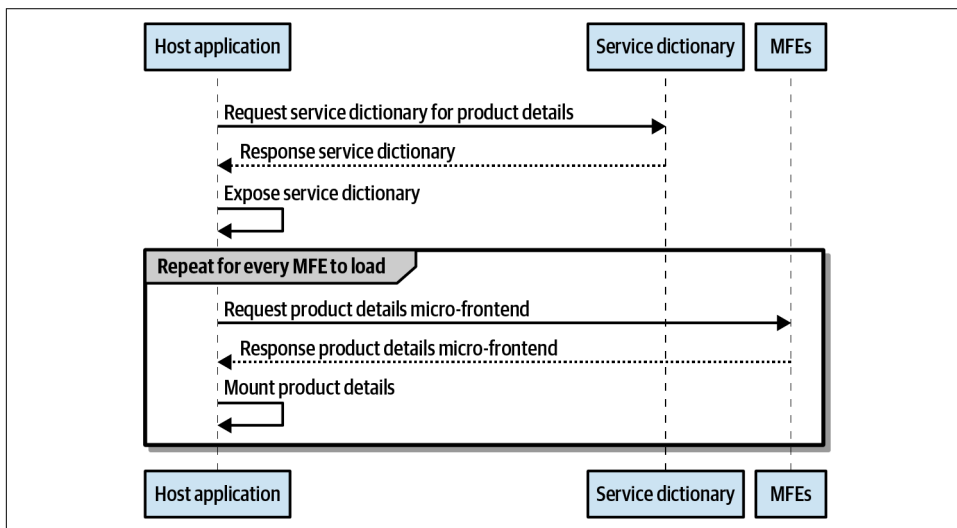 Host application
Service dictionary
MFEs
Request service dictionary for product details
Response service dictionary
Expose service dictionary
Repeat for every MFE to load
Request product details micro-frontend
Response product details micro-frontend
Mount product details
Host application
Service dictionary
MFEs